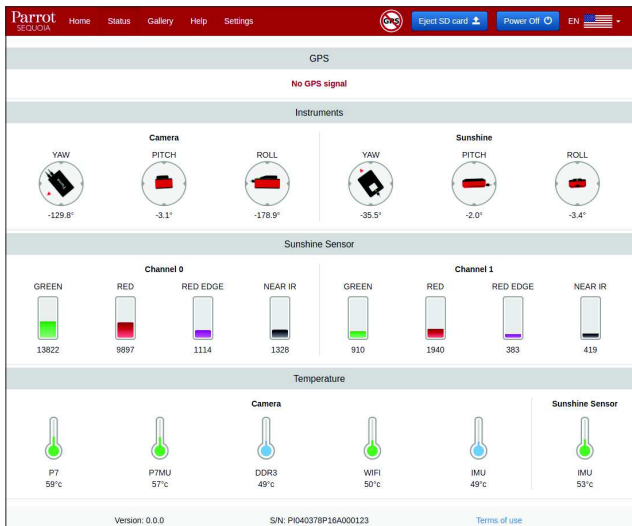 Parrot SEQUOIA Home Status Gallery Help Settings GPS Eject SD card Power Off EN
GPS
No GPS signal
Instruments
Camera Sunshine
YAW PITCH ROLL YAW PITCH ROLL
-129.8° -3.1° -178.9° -35.5° -2.0° -3.4°
Sunshine Sensor
Channel 0 Channel 1
GREEN RED RED EDGE NEAR IR GREEN RED RED EDGE NEAR IR
13822 9897 1114 1328 910 1940 383 419
Temperature
Camera Sunshine Sensor
P7 P7MU DDR3 WIFI IMU IMU
59°c 57°c 49°c 50°c 49°c 53°c
Version: 0.0.0 S/N: PI040378P16A000123 Terms of use